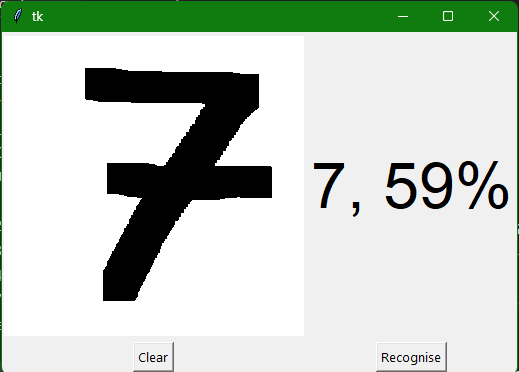 tk
7
7, 59%
Clear
Recognise